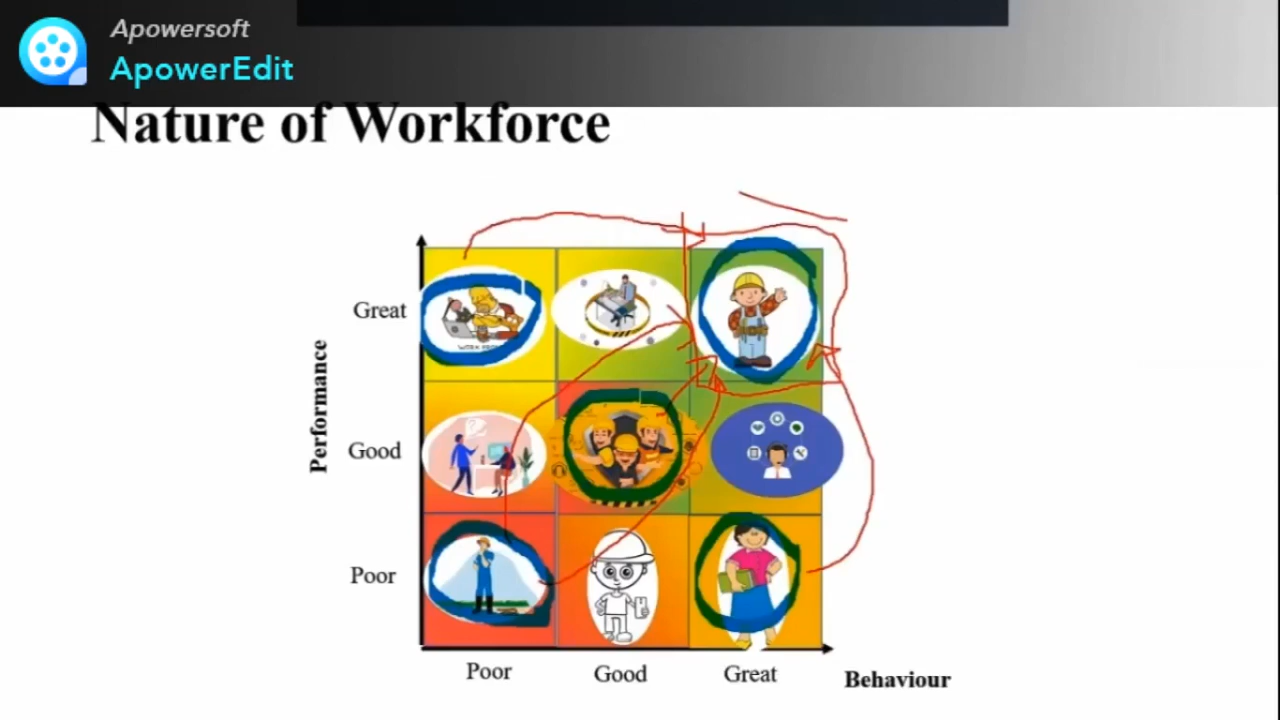 Apowersoft
ApowerEdit
Nature of Workforce
Great
Performance
Good
Poor
Poor
Good
Great
Behaviour